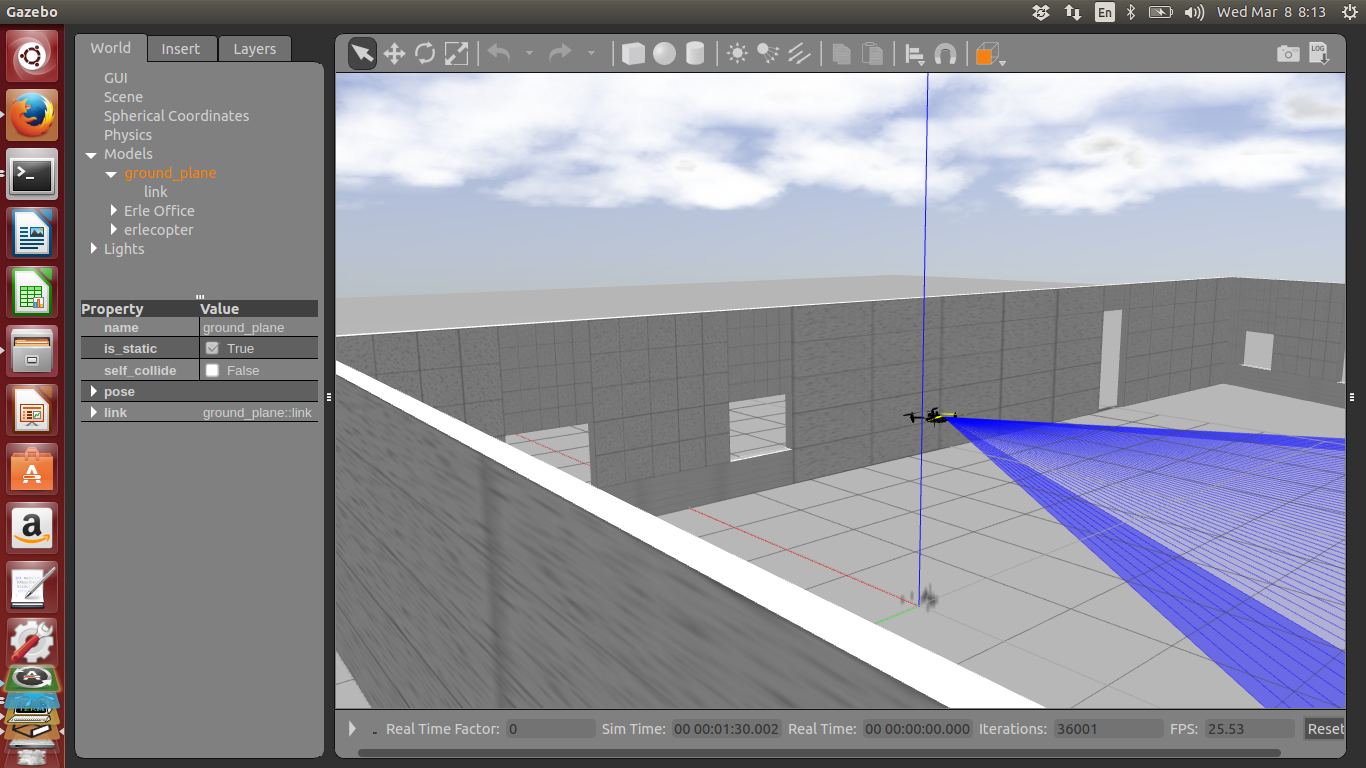 Gazebo
En
Wed Mar 8 8:13
World Insert Layers
LOG
GUI
Scene
Spherical Coordinates
Physics
Models
ground_plane
link
Erle Office
erlecopter
Lights
Property Value
name ground_plane
is_static True
self_collide False
pose
link ground_plane::link
Real Time Factor: 0 Sim Time: 00 00:01:30.002 Real Time: 00 00:00:00.000 Iterations: 36001 FPS: 25.53 Reset